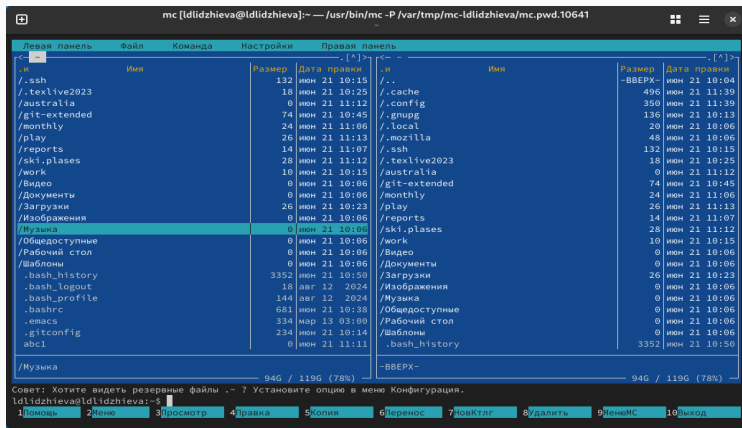 mc [ldlidzhieva@ldlidzhieva]:~ — /usr/bin/mc -P /var/tmp/mc-ldlidzhieva/mc.pwd.10641
Левая панель Файл Команда Настройки Правая панель
<— ~ .[^]> <— ~ .[^]>
.и Имя Размер Дата правки .и Имя Размер Дата правки
/.ssh 132 июн 21 10:15 /.. -ВВЕРХ- июн 21 10:04
/.texlive2023 18 июн 21 10:25 /.cache 496 июн 21 11:39
/australia 0 июн 21 11:12 /.config 350 июн 21 11:39
/git-extended 74 июн 21 10:45 /.gnupg 136 июн 21 10:13
/monthly 24 июн 21 11:06 /.local 20 июн 21 10:06
/play 26 июн 21 11:13 /.mozilla 48 июн 21 10:06
/reports 14 июн 21 11:07 /.ssh 132 июн 21 10:15
/ski.plases 28 июн 21 11:12 /.texlive2023 18 июн 21 10:25
/work 10 июн 21 10:15 /australia 0 июн 21 11:12
/Видео 0 июн 21 10:06 /git-extended 74 июн 21 10:45
/Документы 0 июн 21 10:06 /monthly 24 июн 21 11:06
/Загрузки 26 июн 21 10:23 /play 26 июн 21 11:13
/Изображения 0 июн 21 10:06 /reports 14 июн 21 11:07
/Музыка 0 июн 21 10:06 /ski.plases 28 июн 21 11:12
/Общедоступные 0 июн 21 10:06 /work 10 июн 21 10:15
/Рабочий стол 0 июн 21 10:06 /Видео 0 июн 21 10:06
/Шаблоны 0 июн 21 10:06 /Документы 0 июн 21 10:06
.bash_history 3352 июн 21 10:50 /Загрузки 26 июн 21 10:23
.bash_logout 18 авг 12 2024 /Изображения 0 июн 21 10:06
.bash_profile 144 авг 12 2024 /Музыка 0 июн 21 10:06
.bashrc 681 июн 21 10:38 /Общедоступные 0 июн 21 10:06
.emacs 334 мар 13 03:00 /Рабочий стол 0 июн 21 10:06
.gitconfig 234 июн 21 10:14 /Шаблоны 0 июн 21 10:06
abc1 0 июн 21 11:11 .bash_history 3352 июн 21 10:50
/Музыка -ВВЕРХ-
94G / 119G (78%) 94G / 119G (78%)
Совет: Хотите видеть резервные файлы .~ ? Установите опцию в меню Конфигурация.
ldlidzhieva@ldlidzhieva:~$
1Помощь 2Меню 3Просмотр 4Правка 5Копия 6Перенос 7НовКтлг 8Удалить 9МенюMC 10Выход